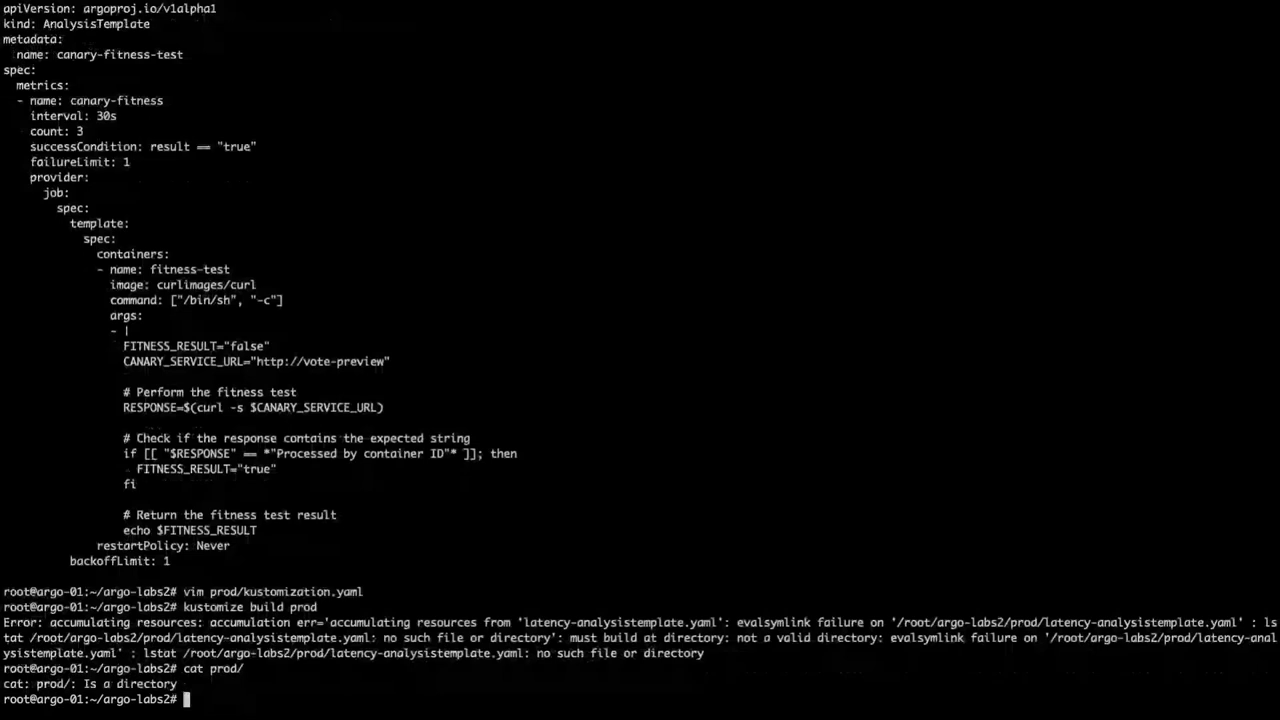 apiVersion: argoproj.io/v1alpha1
kind: AnalysisTemplate
metadata:
  name: canary-fitness-test
spec:
  metrics:
  - name: canary-fitness
    interval: 30s
    count: 3
    successCondition: result == "true"
    failureLimit: 1
    provider:
      job:
        spec:
          template:
            spec:
              containers:
              - name: fitness-test
                image: curlimages/curl
                command: ["/bin/sh", "-c"]
                args:
                - |
                  FITNESS_RESULT="false"
                  CANARY_SERVICE_URL="http://vote-preview"

                  # Perform the fitness test
                  RESPONSE=$(curl -s $CANARY_SERVICE_URL)

                  # Check if the response contains the expected string
                  if [[ "$RESPONSE" == *"Processed by container ID"* ]]; then
                    FITNESS_RESULT="true"
                  fi

                  # Return the fitness test result
                  echo $FITNESS_RESULT
              restartPolicy: Never
          backoffLimit: 1
root@argo-01:~/argo-labs2# vim prod/kustomization.yaml
root@argo-01:~/argo-labs2# kustomize build prod
Error: accumulating resources: accumulation err='accumulating resources from 'latency-analysistemplate.yaml': evalsymlink failure on '/root/argo-labs2/prod/latency-analysistemplate.yaml' : ls
tat /root/argo-labs2/prod/latency-analysistemplate.yaml: no such file or directory': must build at directory: not a valid directory: evalsymlink failure on '/root/argo-labs2/prod/latency-anal
ysistemplate.yaml' : lstat /root/argo-labs2/prod/latency-analysistemplate.yaml: no such file or directory
root@argo-01:~/argo-labs2# cat prod/
cat: prod/: Is a directory
root@argo-01:~/argo-labs2#